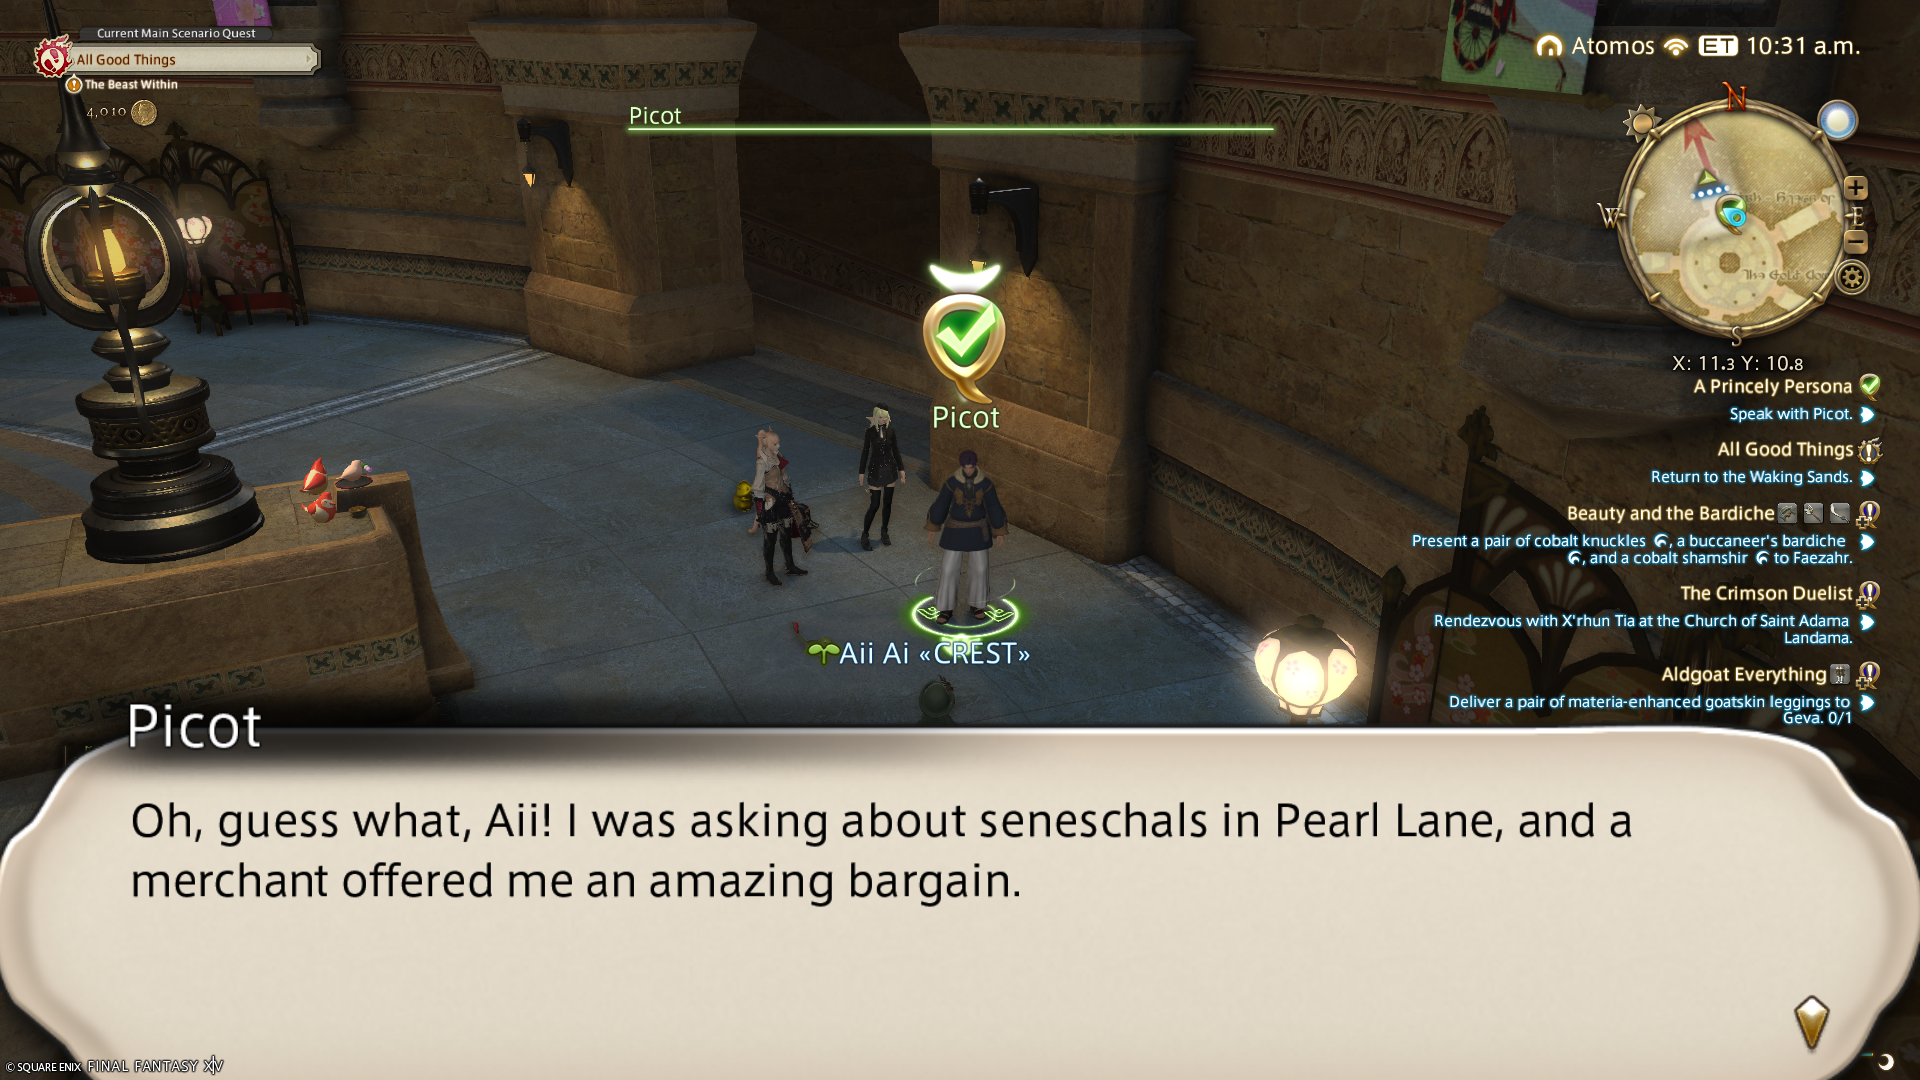 Current Main Scenario Quest
All Good Things
The Beast Within
4,010
Picot
Atomos ET 10:31 a.m.
N
W
E
S
X: 11.3 Y: 10.8
A Princely Persona
Speak with Picot.
All Good Things
Return to the Waking Sands.
Beauty and the Bardiche
Present a pair of cobalt knuckles , a buccaneer's bardiche
, and a cobalt shamshir to Faezahr.
The Crimson Duelist
Rendezvous with X'rhun Tia at the Church of Saint Adama
Landama.
Aldgoat Everything
Deliver a pair of materia-enhanced goatskin leggings to
Geva. 0/1
Picot
Aii Ai «CREST»
Picot
Oh, guess what, Aii! I was asking about seneschals in Pearl Lane, and a
merchant offered me an amazing bargain.
© SQUARE ENIX FINAL FANTASY XIV